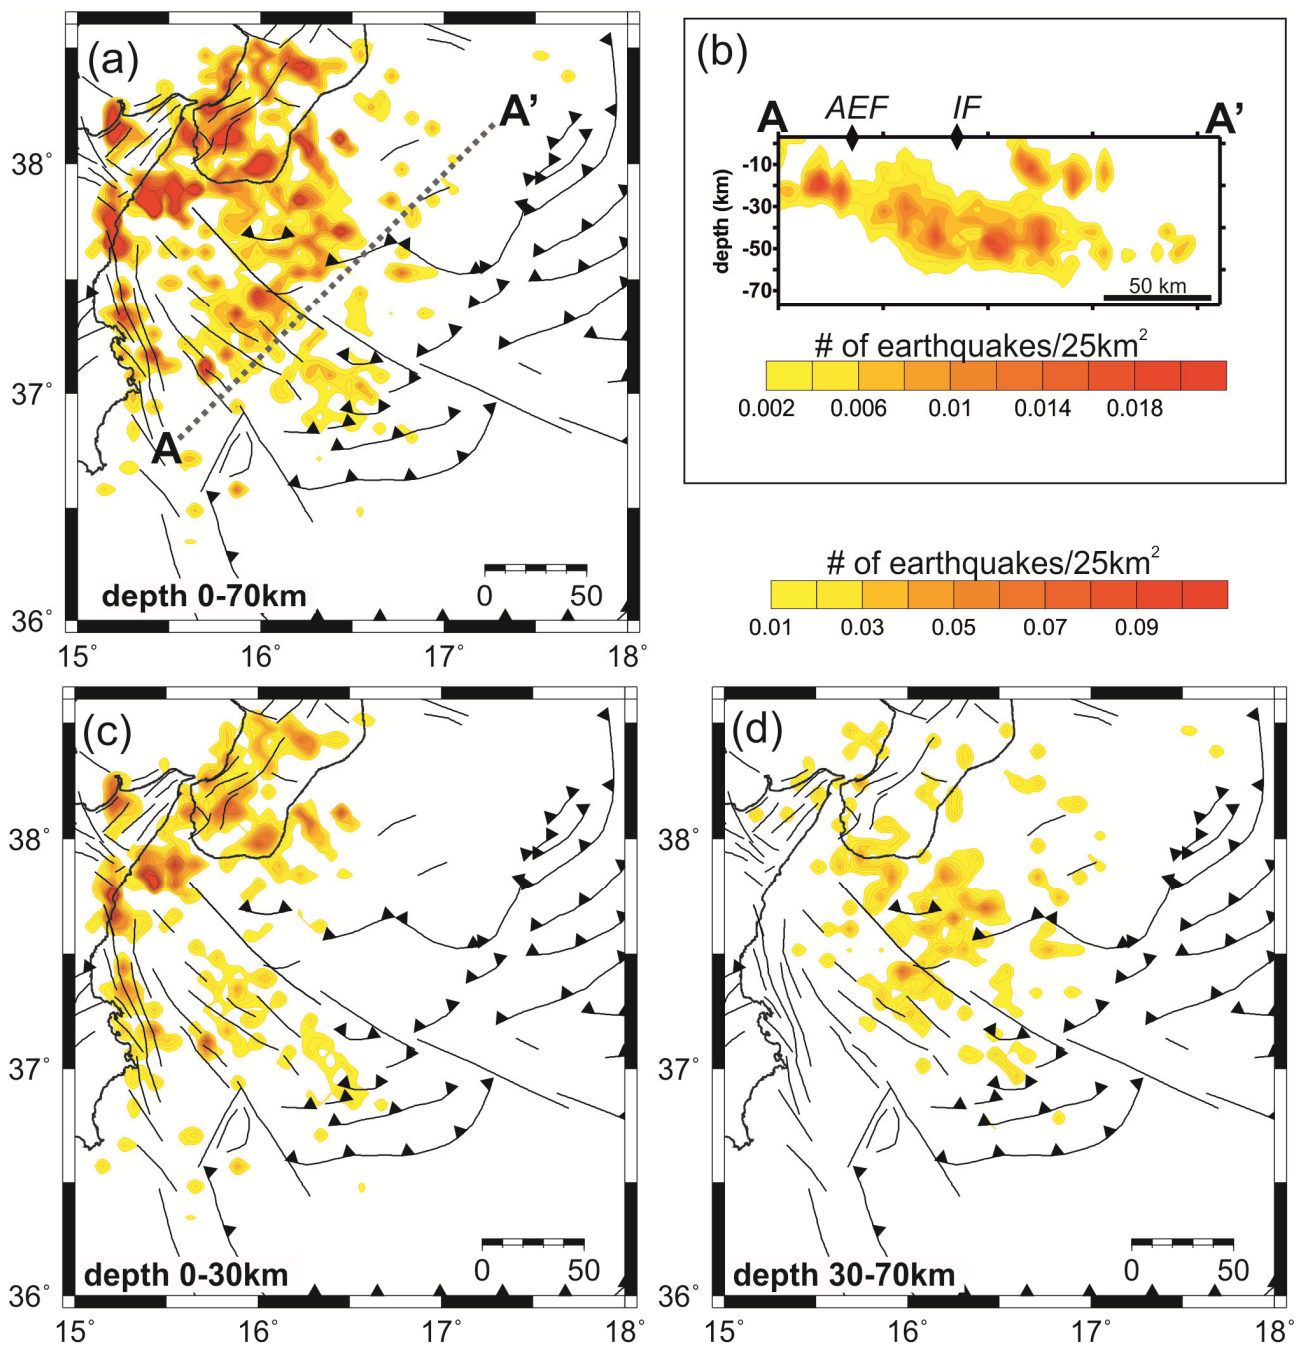 (a)
A
A'
38°
37°
36°
15°
16°
17°
18°
0
50
depth 0-70km
(b)
A
AEF
IF
A'
depth (km)
-10
-30
-50
-70
50 km
# of earthquakes/25km²
0.002
0.006
0.01
0.014
0.018
# of earthquakes/25km²
0.01
0.03
0.05
0.07
0.09
(c)
38°
37°
36°
15°
16°
17°
18°
0
50
depth 0-30km
(d)
38°
37°
36°
15°
16°
17°
18°
0
50
depth 30-70km